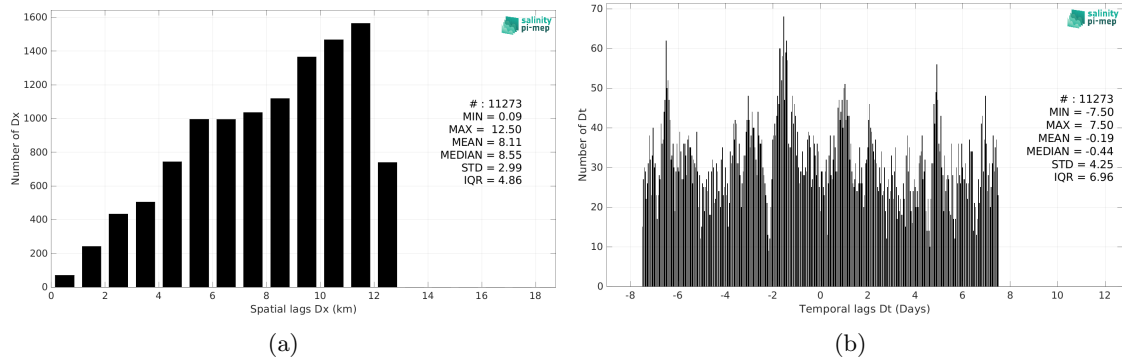 1600
1400
1200
1000
800
600
400
200
0
Number of Dx
0 2 4 6 8 10 12 14 16 18
Spatial lags Dx (km)
salinity
pi-mep
# : 11273
MIN = 0.09
MAX = 12.50
MEAN = 8.11
MEDIAN = 8.55
STD = 2.99
IQR = 4.86
(a)
70
60
50
40
30
20
10
0
Number of Dt
-8 -6 -4 -2 0 2 4 6 8 10 12
Temporal lags Dt (Days)
salinity
pi-mep
# : 11273
MIN = -7.50
MAX = 7.50
MEAN = -0.19
MEDIAN = -0.44
STD = 4.25
IQR = 6.96
(b)